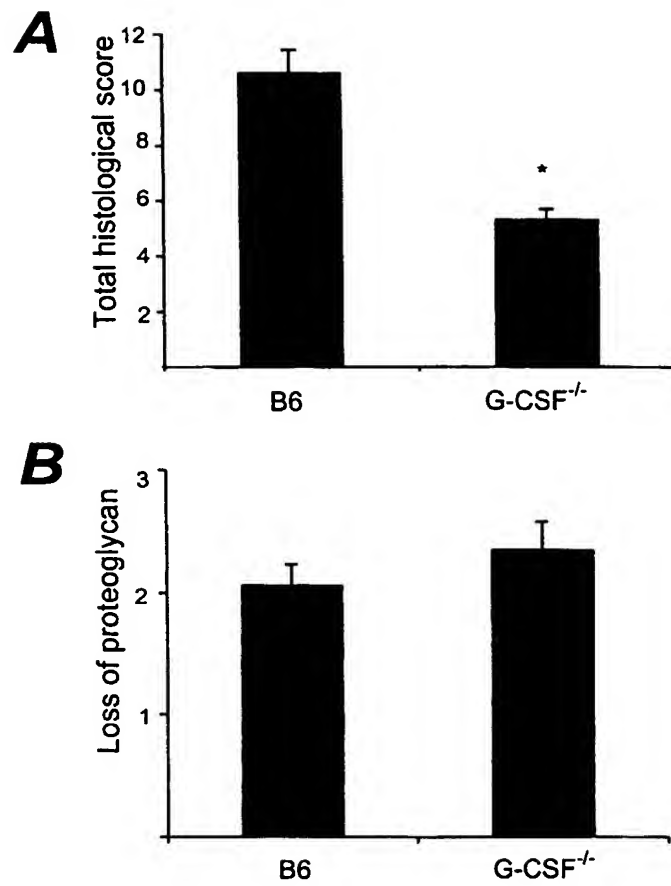 A
Total histological score
12
10
8
6
4
2
*
B6
G-CSF-/-
B
Loss of proteoglycan
3
2
1
B6
G-CSF-/-